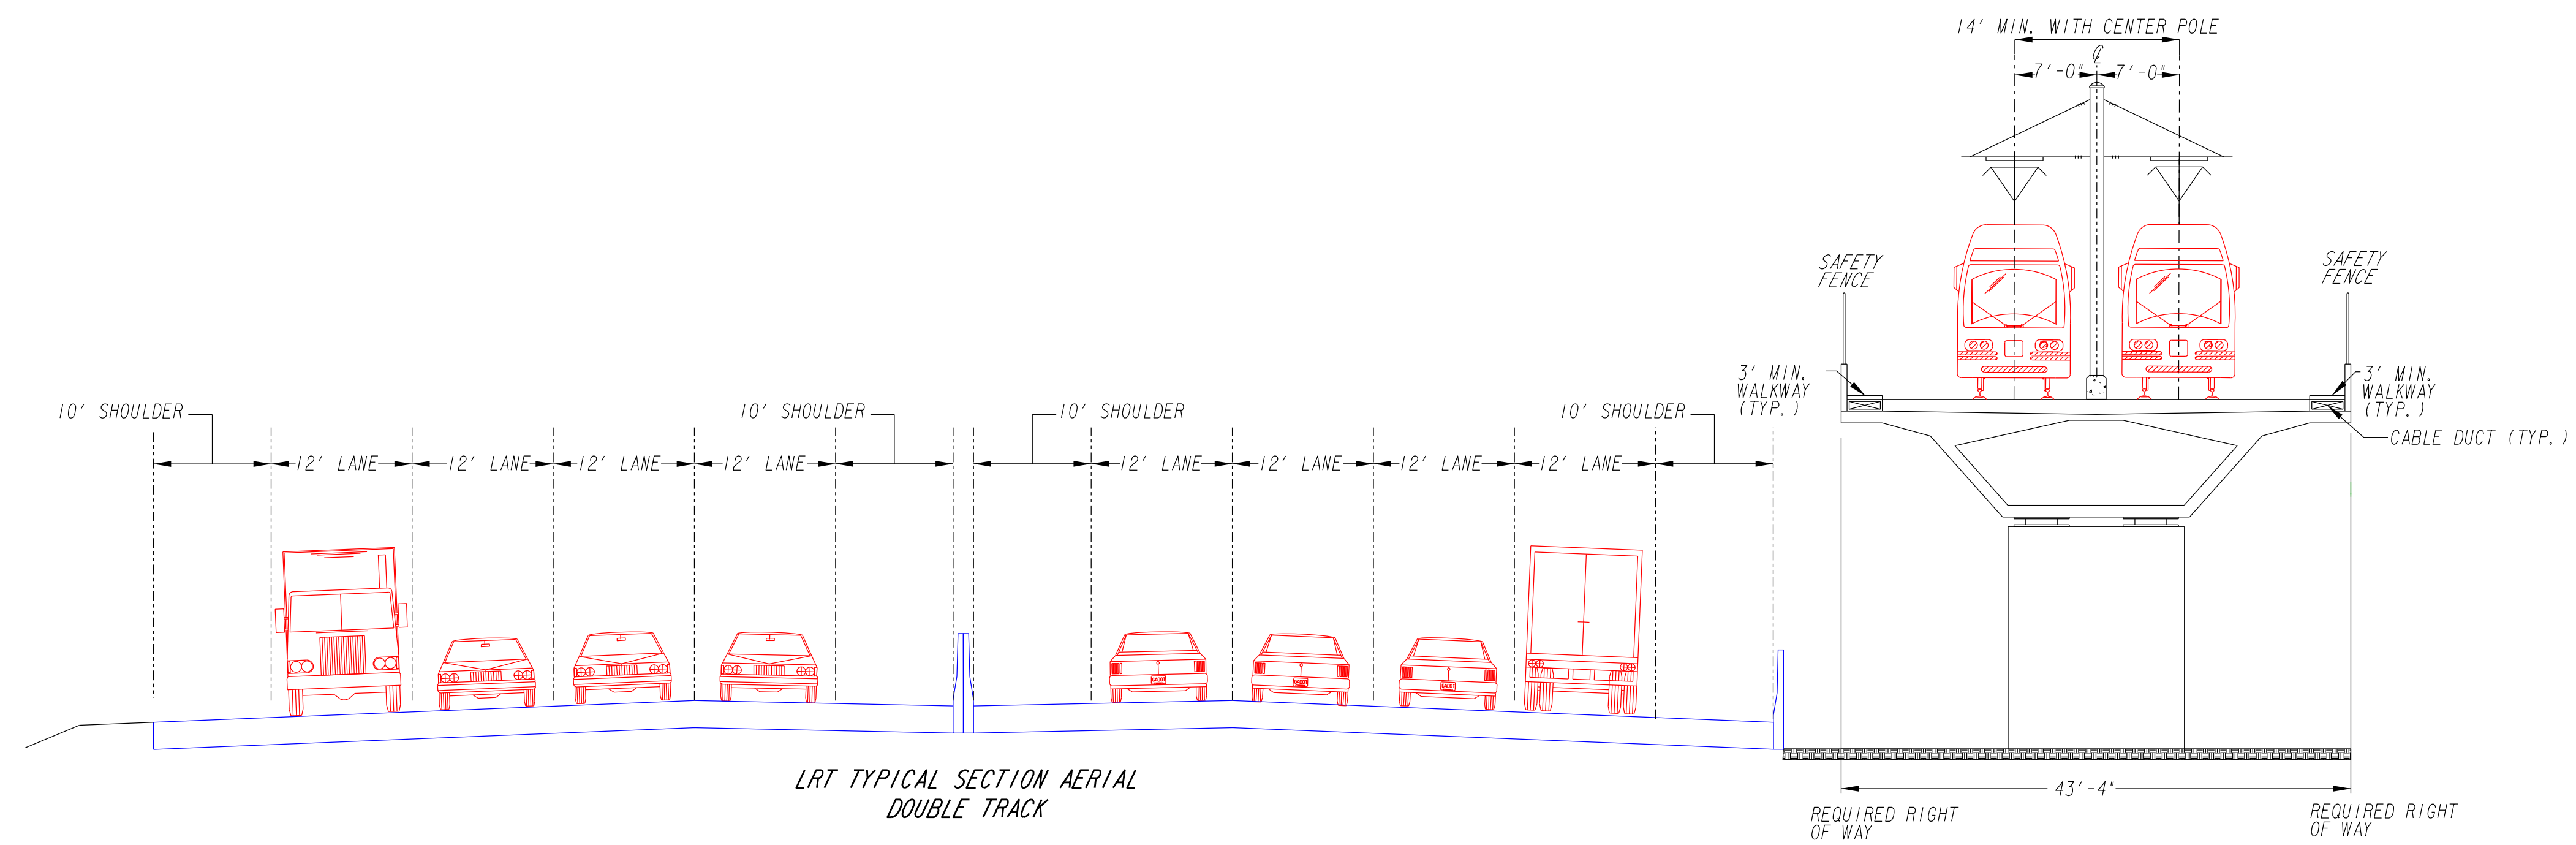 14' MIN. WITH CENTER POLE
℄
7'-0" 7'-0"
SAFETY
FENCE
SAFETY
FENCE
3' MIN.
WALKWAY
(TYP.)
3' MIN.
WALKWAY
(TYP.)
CABLE DUCT (TYP.)
10' SHOULDER
10' SHOULDER
10' SHOULDER
10' SHOULDER
12' LANE 12' LANE 12' LANE 12' LANE 12' LANE 12' LANE 12' LANE 12' LANE
GADOT
GADOT
GADOT
LRT TYPICAL SECTION AERIAL
DOUBLE TRACK
43'-4"
REQUIRED RIGHT
OF WAY
REQUIRED RIGHT
OF WAY